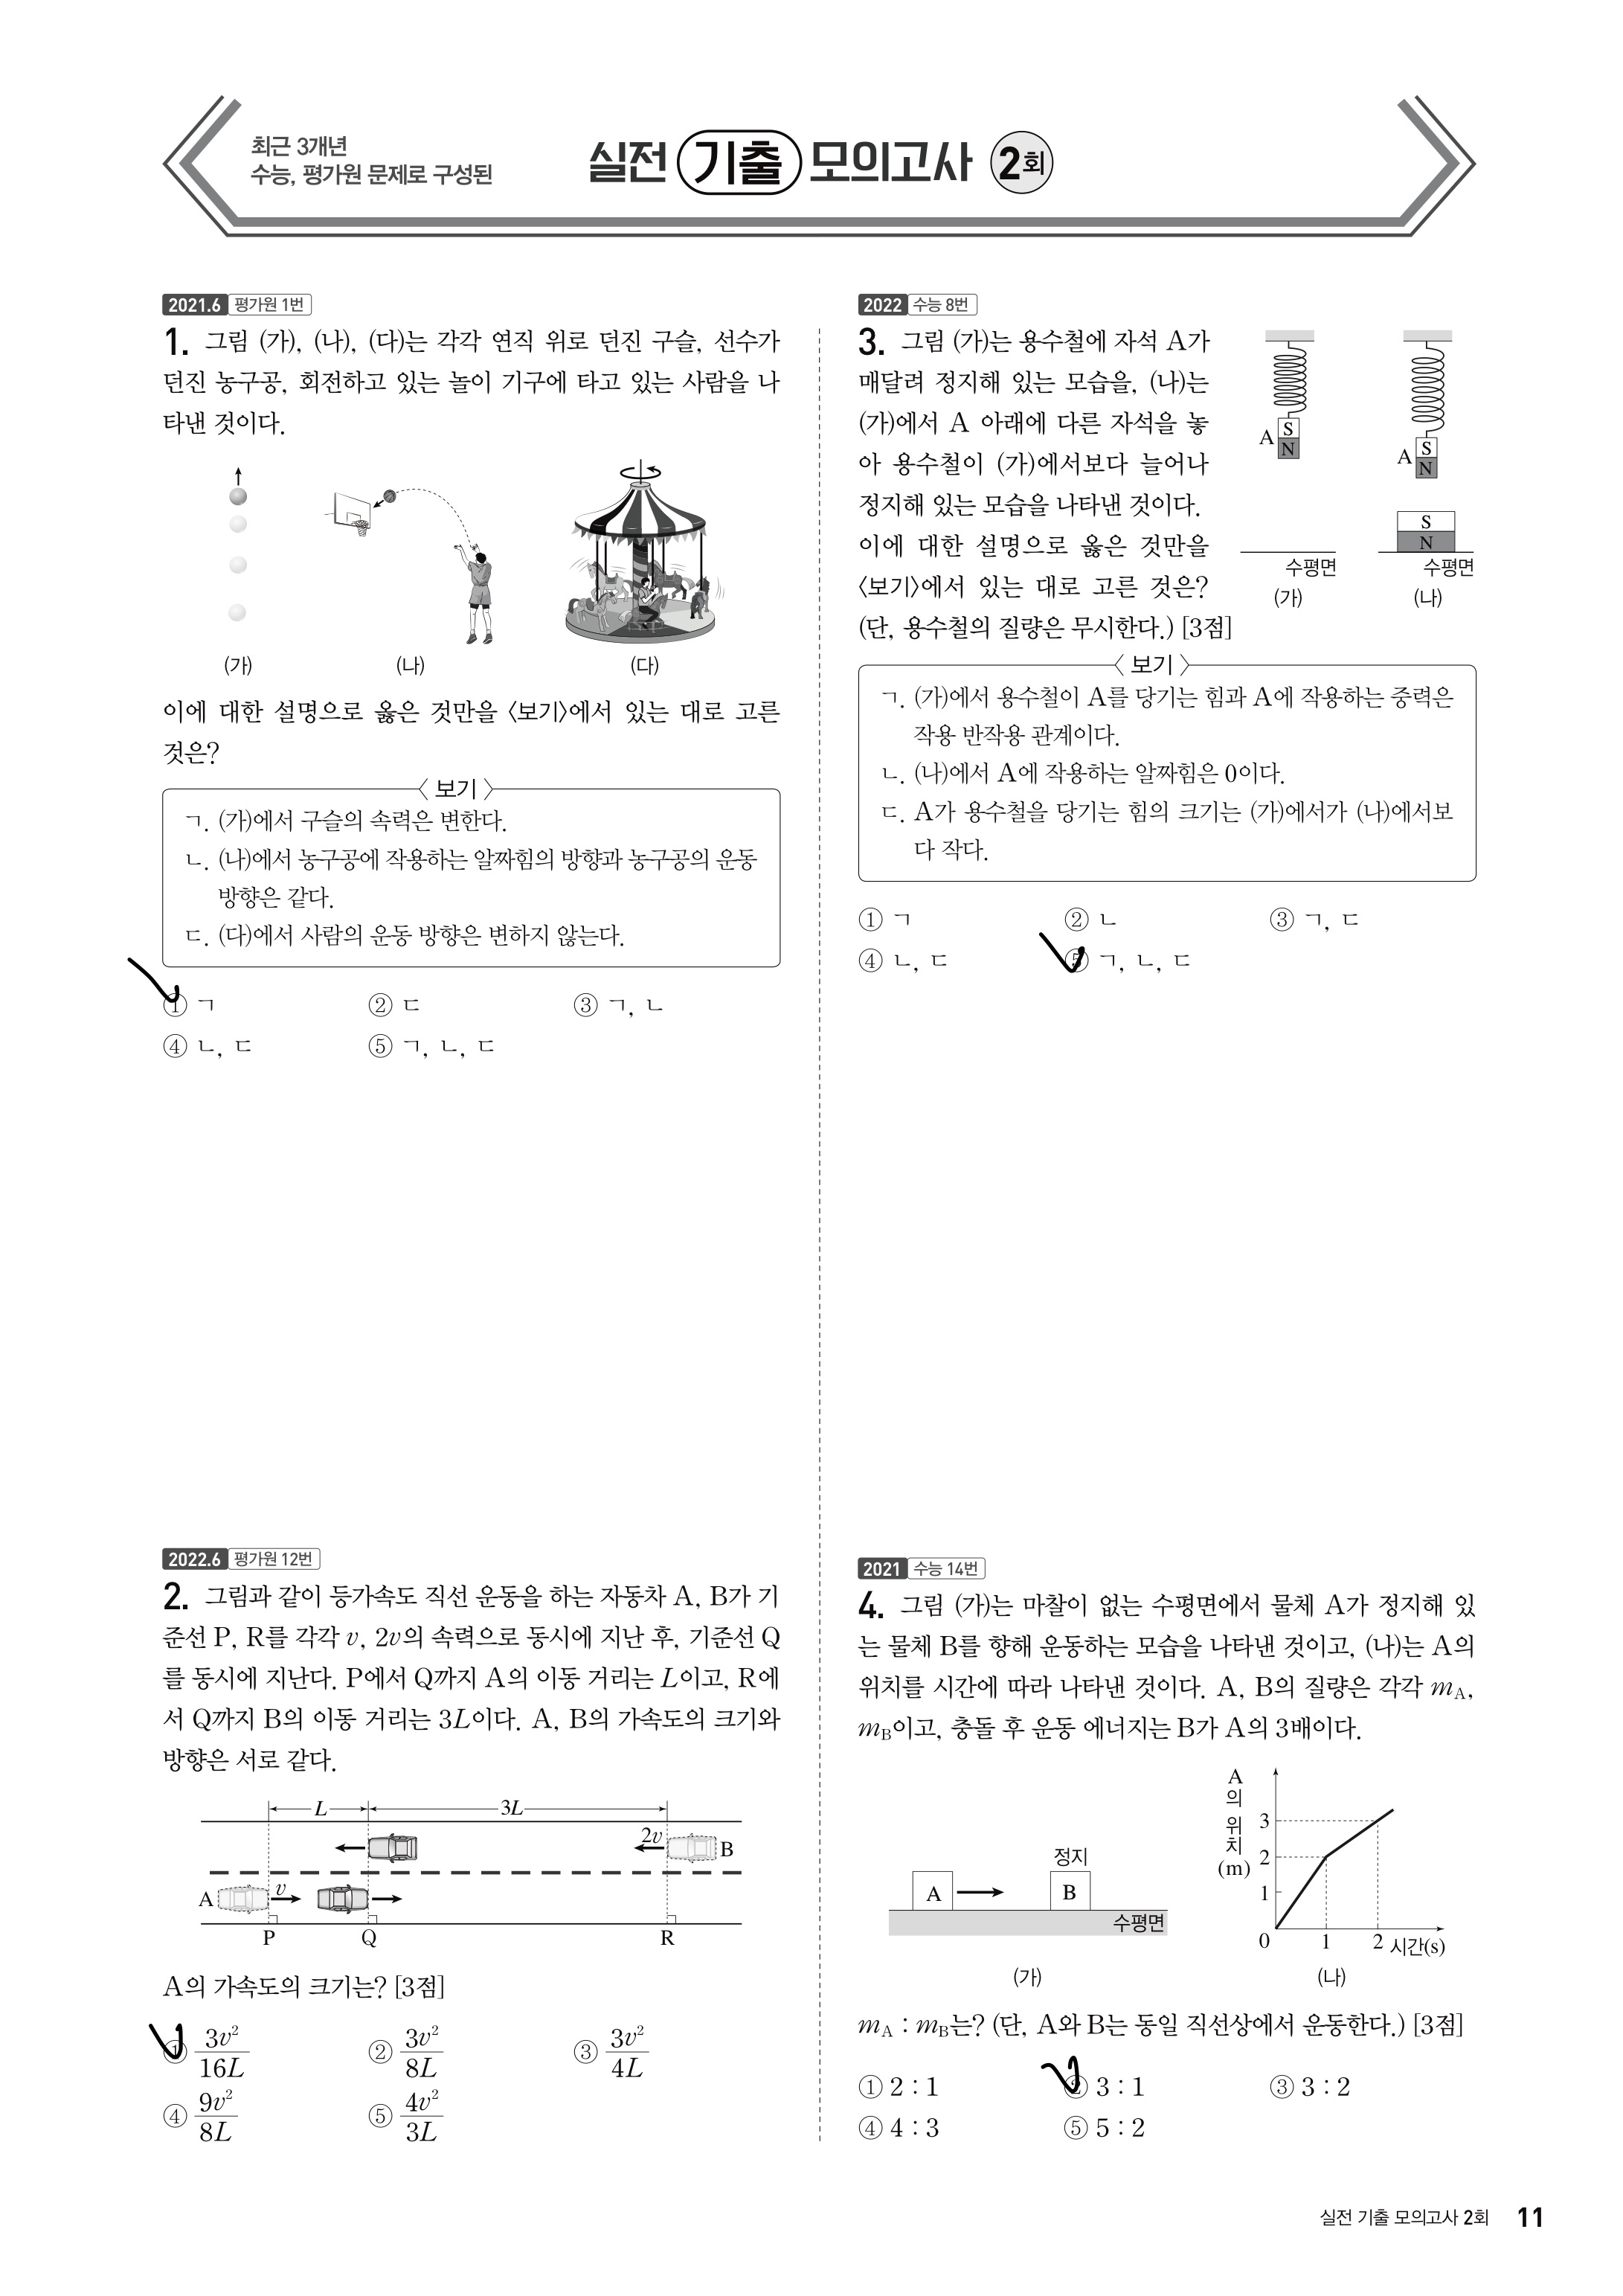 최근 3개년
수능, 평가원 문제로 구성된
실전 기출 모의고사 2회
2021.6 평가원 1번
1. 그림 (가), (나), (다)는 각각 연직 위로 던진 구슬, 선수가
던진 농구공, 회전하고 있는 놀이 기구에 타고 있는 사람을 나
타낸 것이다.
(가) (나) (다)
이에 대한 설명으로 옳은 것만을 〈보기〉에서 있는 대로 고른
것은?
〈보기〉
ㄱ. (가)에서 구슬의 속력은 변한다.
ㄴ. (나)에서 농구공에 작용하는 알짜힘의 방향과 농구공의 운동
방향은 같다.
ㄷ. (다)에서 사람의 운동 방향은 변하지 않는다.
① ㄱ ② ㄷ ③ ㄱ, ㄴ
④ ㄴ, ㄷ ⑤ ㄱ, ㄴ, ㄷ
2022.6 평가원 12번
2. 그림과 같이 등가속도 직선 운동을 하는 자동차 A, B가 기
준선 P, R를 각각 v, 2v의 속력으로 동시에 지난 후, 기준선 Q
를 동시에 지난다. P에서 Q까지 A의 이동 거리는 L이고, R에
서 Q까지 B의 이동 거리는 3L이다. A, B의 가속도의 크기와
방향은 서로 같다.
L 3L
2v B
A v
P Q R
A의 가속도의 크기는? [3점]
① 3v²/16L ② 3v²/8L ③ 3v²/4L
④ 9v²/8L ⑤ 4v²/3L
2022 수능 8번
3. 그림 (가)는 용수철에 자석 A가
매달려 정지해 있는 모습을, (나)는
(가)에서 A 아래에 다른 자석을 놓
아 용수철이 (가)에서보다 늘어나
정지해 있는 모습을 나타낸 것이다.
이에 대한 설명으로 옳은 것만을
〈보기〉에서 있는 대로 고른 것은?
(단, 용수철의 질량은 무시한다.) [3점]
A S N
A S N
S
N
수평면 수평면
(가) (나)
〈보기〉
ㄱ. (가)에서 용수철이 A를 당기는 힘과 A에 작용하는 중력은
작용 반작용 관계이다.
ㄴ. (나)에서 A에 작용하는 알짜힘은 0이다.
ㄷ. A가 용수철을 당기는 힘의 크기는 (가)에서가 (나)에서보
다 작다.
① ㄱ ② ㄴ ③ ㄱ, ㄷ
④ ㄴ, ㄷ ⑤ ㄱ, ㄴ, ㄷ
2021 수능 14번
4. 그림 (가)는 마찰이 없는 수평면에서 물체 A가 정지해 있
는 물체 B를 향해 운동하는 모습을 나타낸 것이고, (나)는 A의
위치를 시간에 따라 나타낸 것이다. A, B의 질량은 각각 mA,
mB이고, 충돌 후 운동 에너지는 B가 A의 3배이다.
정지
A B
수평면
(가)
A의 위치 (m)
3
2
1
0 1 2 시간(s)
(나)
mA : mB는? (단, A와 B는 동일 직선상에서 운동한다.) [3점]
① 2 : 1 ② 3 : 1 ③ 3 : 2
④ 4 : 3 ⑤ 5 : 2
실전 기출 모의고사 2회 11